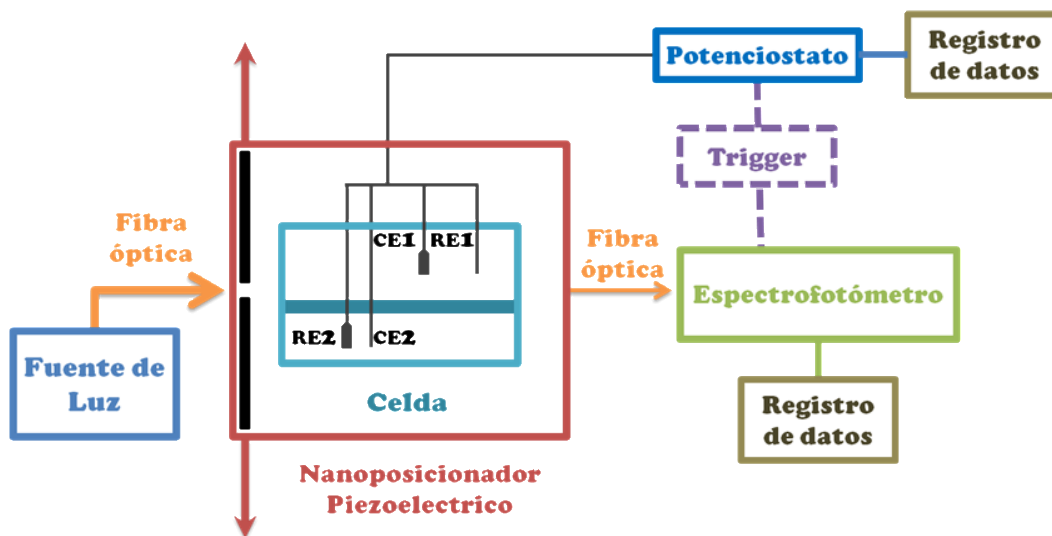 Potenciostato
Registro
de datos
Trigger
Fibra
óptica
CE1
RE1
Fibra
óptica
Espectrofotómetro
RE2
CE2
Fuente de
Luz
Celda
Registro
de datos
Nanoposicionador
Piezoelectrico